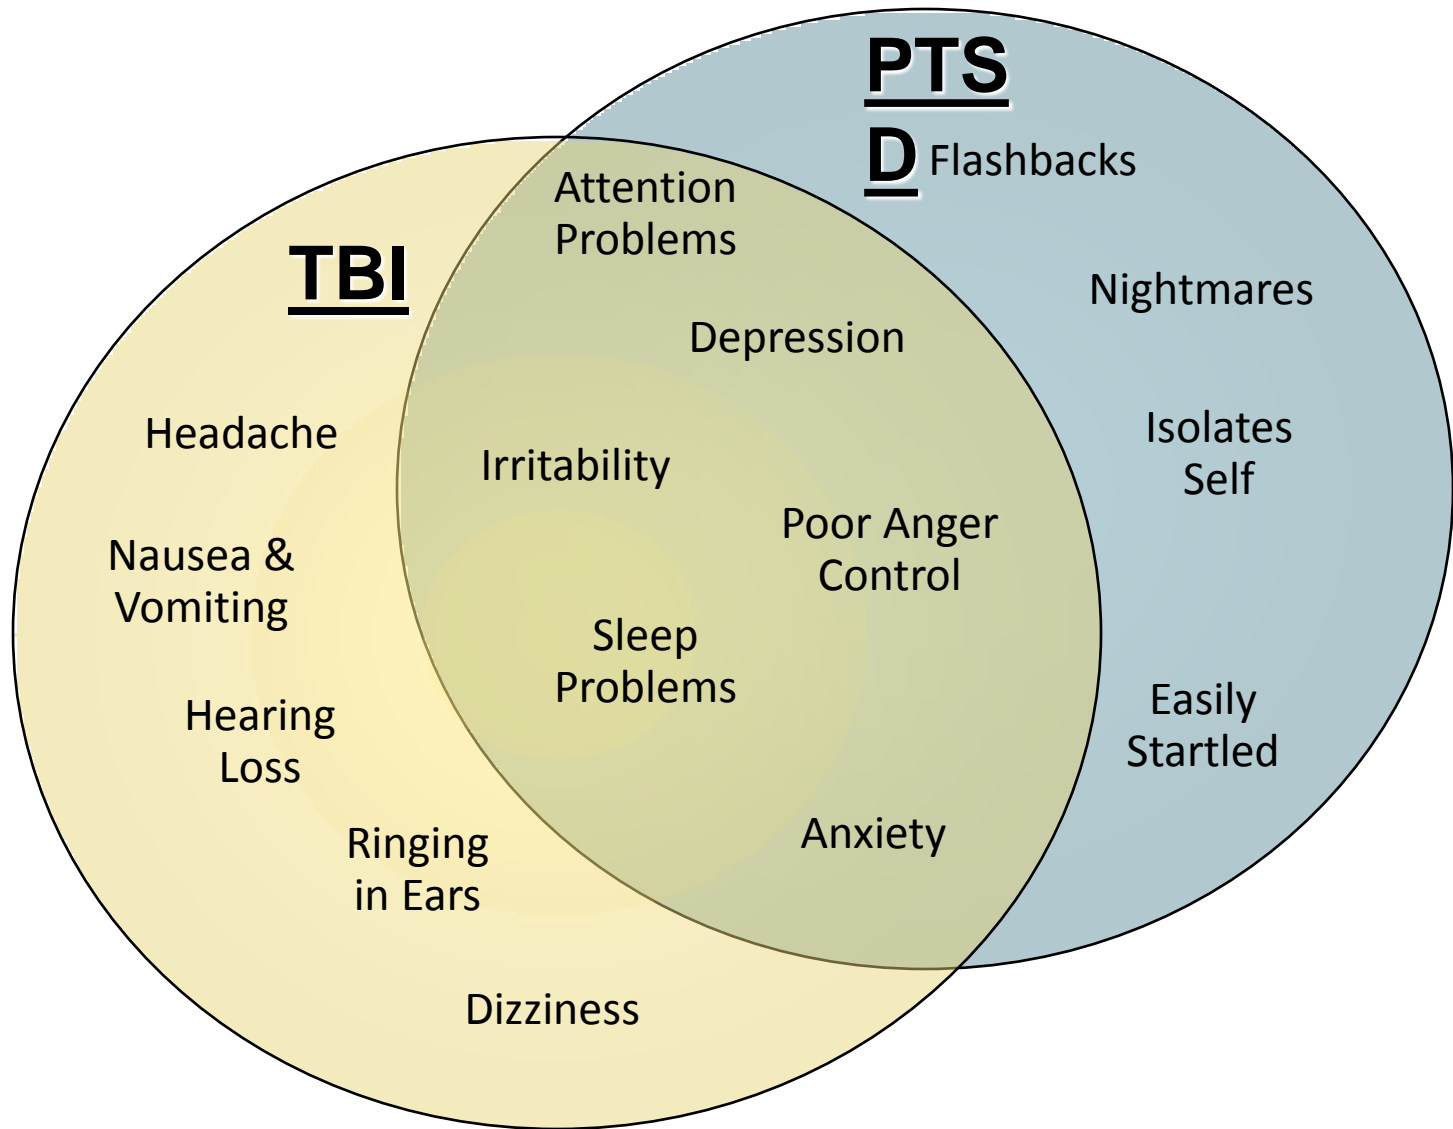 PTS
D
Flashbacks
Attention
Problems
TBI
Nightmares
Depression
Headache
Irritability
Isolates
Self
Poor Anger
Control
Nausea &
Vomiting
Sleep
Problems
Hearing
Loss
Easily
Startled
Anxiety
Ringing
in Ears
Dizziness